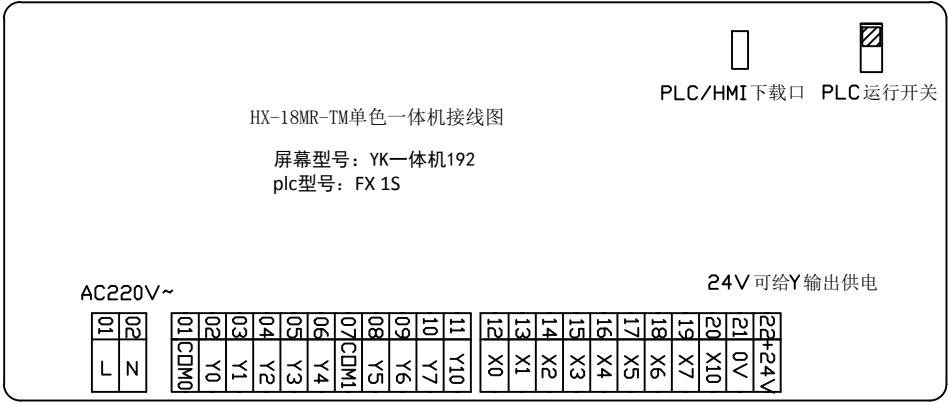 PLC/HMI下载口 PLC运行开关
HX-18MR-TM单色一体机接线图
屏幕型号：YK一体机192
plc型号：FX 1S
AC220V~
24V可给Y输出供电
01 02 01 02 03 04 05 06 07 08 09 10 11 12 13 14 15 16 17 18 19 20 21 22
L N COM0 Y0 Y1 Y2 Y3 Y4 COM1 Y5 Y6 Y7 Y10 X0 X1 X2 X3 X4 X5 X6 X7 X10 0V +24V